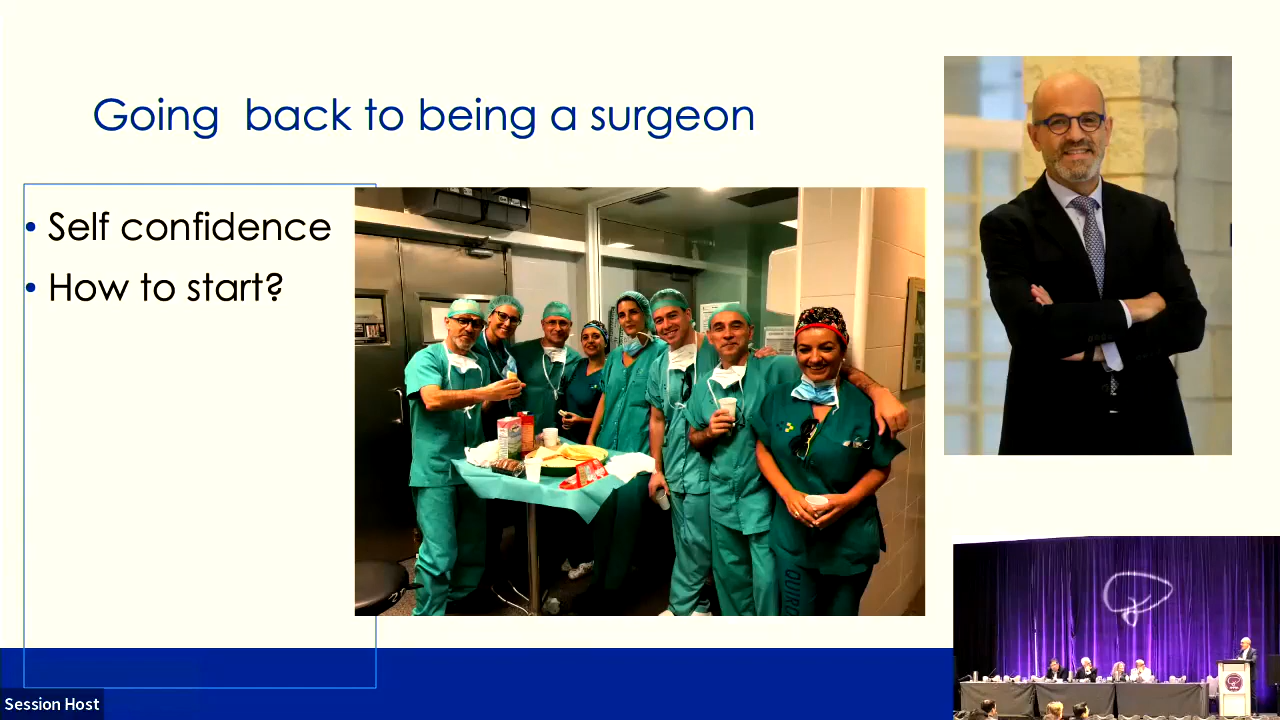 Going back to being a surgeon
• Self confidence
• How to start?
Session Host